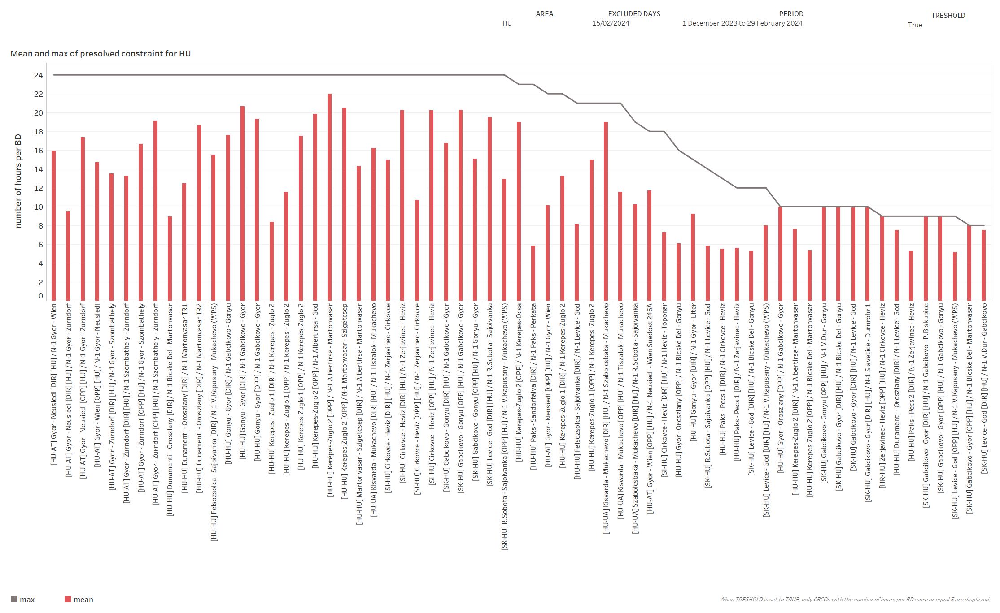 AREA
HU
EXCLUDED DAYS
15/02/2024
PERIOD
1 December 2023 to 29 February 2024
TRESHOLD
True
Mean and max of presolved constraint for HU
number of hours per BD
24
22
20
18
16
14
12
10
8
6
4
2
0
[HU-AT] Gyor - Neusiedl [DIR] [HU] / N-1 Gyor - Wien
[HU-AT] Gyor - Neusiedl [DIR] [HU] / N-1 Gyor - Zurndorf
[HU-AT] Gyor - Neusiedl [OPP] [HU] / N-1 Gyor - Zurndorf
[HU-AT] Gyor - Wien [OPP] [HU] / N-1 Gyor - Neusiedl
[HU-AT] Gyor - Zurndorf [DIR] [HU] / N-1 Gyor - Szombathely
[HU-AT] Gyor - Zurndorf [DIR] [HU] / N-1 Szombathely - Zurndorf
[HU-AT] Gyor - Zurndorf [OPP] [HU] / N-1 Gyor - Szombathely
[HU-AT] Gyor - Zurndorf [OPP] [HU] / N-1 Szombathely - Zurndorf
[HU-HU] Dunamenti - Oroszlany [DIR] / N-1 Bicske Del - Martonvasar
[HU-HU] Dunamenti - Oroszlany [DIR] / N-1 Martonvasar TR1
[HU-HU] Dunamenti - Oroszlany [DIR] / N-1 Martonvasar TR2
[HU-HU] Felsozsolca - Sajoivanka [DIR] / N-1 V.Kapusany - Mukachevo (WPS)
[HU-HU] Gonyu - Gyor [DIR] / N-1 Gabcikovo - Gonyu
[HU-HU] Gonyu - Gyor [DIR] / N-1 Gabcikovo - Gyor
[HU-HU] Gonyu - Gyor [OPP] / N-1 Gabcikovo - Gyor
[HU-HU] Kerepes - Zuglo 1 [DIR] / N-1 Kerepes - Zuglo 2
[HU-HU] Kerepes - Zuglo 1 [OPP] / N-1 Kerepes - Zuglo 2
[HU-HU] Kerepes-Zuglo 1 [OPP] / N-1 Kerepes-Zuglo 2
[HU-HU] Kerepes-Zuglo 2 [OPP] / N-1 Albertirsa - God
[HU-HU] Kerepes-Zuglo 2 [OPP] / N-1 Albertirsa - Martonvasar
[HU-HU] Kerepes-Zuglo 2 [OPP] / N-1 Martonvasar - Szigetcsep
[HU-HU] Martonvasar - Szigetcsep [DIR] / N-1 Albertirsa - Martonvasar
[HU-UA] Kisvarda - Mukachevo [DIR] [HU] / N-1 Tiszalok - Mukachevo
[SI-HU] Cirkovce - Heviz [DIR] [HU] / N-1 Zerjavinec - Cirkovce
[SI-HU] Cirkovce - Heviz [DIR] [HU] / N-1 Zerjavinec - Heviz
[SI-HU] Cirkovce - Heviz [OPP] [HU] / N-1 Zerjavinec - Cirkovce
[SI-HU] Cirkovce - Heviz [OPP] [HU] / N-1 Zerjavinec - Heviz
[SK-HU] Gabcikovo - Gonyu [DIR] [HU] / N-1 Gabcikovo - Gyor
[SK-HU] Gabcikovo - Gonyu [OPP] [HU] / N-1 Gabcikovo - Gyor
[SK-HU] Gabcikovo - Gonyu [OPP] [HU] / N-1 Gonyu - Gyor
[SK-HU] Levice - God [DIR] [HU] / N-1 R.Sobota - Sajoivanka
[SK-HU] R.Sobota - Sajoivanka [OPP] [HU] / N-1 V.Kapusany - Mukachevo (WPS)
[HU-HU] Kerepes-Zuglo 2 [OPP] / N-1 Kerepes-Ocsa
[HU-HU] Paks - Sandorfalva [DIR] / N-1 Paks - Perkata
[HU-AT] Gyor - Neusiedl [OPP] [HU] / N-1 Gyor - Wien
[HU-HU] Kerepes-Zuglo 1 [DIR] / N-1 Kerepes-Zuglo 2
[HU-HU] Felsozsolca - Sajoivanka [DIR] / N-1 Levice - God
[HU-HU] Kerepes-Zuglo 1 [OPP] / N-1 Kerepes -Zuglo 2
[HU-UA] Kisvarda - Mukachevo [DIR] [HU] / N-1 Szabolcsbaka - Mukachevo
[HU-UA] Kisvarda - Mukachevo [OPP] [HU] / N-1 Tiszalok - Mukachevo
[HU-UA] Szabolcsbaka - Mukachevo [DIR] [HU] / N-1 R.Sobota - Sajoivanka
[HU-AT] Gyor - Wien [OPP] [HU] / N-1 Neusiedl - Wien Suedost 246A
[SI-HU] Cirkovce - Heviz [DIR] [HU] / N-1 Heviz - Toponar
[HU-HU] Gyor - Oroszlany [OPP] / N-1 Bicske Del - Gonyu
[HU-HU] Gonyu - Gyor [DIR] / N-1 Gyor - Liter
[SK-HU] R.Sobota - Sajoivanka [OPP] [HU] / N-1 Levice - God
[HU-HU] Paks - Pecs 1 [DIR] / N-1 Cirkovce - Heviz
[HU-HU] Paks - Pecs 1 [DIR] / N-1 Zerjavinec - Heviz
[SK-HU] Levice - God [DIR] [HU] / N-1 Bicske Del - Gonyu
[SK-HU] Levice - God [DIR] [HU] / N-1 V.Kapusany - Mukachevo (WPS)
[HU-HU] Gyor - Oroszlany [OPP] / N-1 Gabcikovo - Gyor
[HU-HU] Kerepes-Zuglo 2 [DIR] / N-1 Albertirsa - Martonvasar
[HU-HU] Kerepes-Zuglo 2 [OPP] / N-1 Bicske Del - Martonvasar
[SK-HU] Gabcikovo - Gonyu [OPP] [HU] / N-1 V.Dur - Gonyu
[SK-HU] Gabcikovo - Gyor [DIR] [HU] / N-1 Bicske Del - Gonyu
[SK-HU] Gabcikovo - Gyor [DIR] [HU] / N-1 Levice - God
[SK-HU] Gabcikovo - Gyor [DIR] [HU] / N-1 Slavetice - Durnrohr 1
[HR-HU] Zerjavinec - Heviz [OPP] [HU] / N-1 Cirkovce - Heviz
[HU-HU] Dunamenti - Oroszlany [DIR] / N-1 Levice - God
[HU-HU] Paks - Pecs 2 [DIR] / N-1 Zerjavinec - Heviz
[SK-HU] Gabcikovo - Gyor [DIR] [HU] / N-1 Gabcikovo - P.Biskupice
[SK-HU] Gabcikovo - Gyor [OPP] [HU] / N-1 Gabcikovo - Gonyu
[SK-HU] Levice - God [OPP] [HU] / N-1 V.Kapusany - Mukachevo (WPS)
[SK-HU] Gabcikovo - Gyor [OPP] [HU] / N-1 Bicske Del - Martonvasar
[SK-HU] Levice - God [DIR] [HU] / N-1 V.Dur - Gabcikovo
max
mean
When TRESHOLD is set to TRUE, only CBCOs with the number of hours per BD more or equal 5 are displayed.